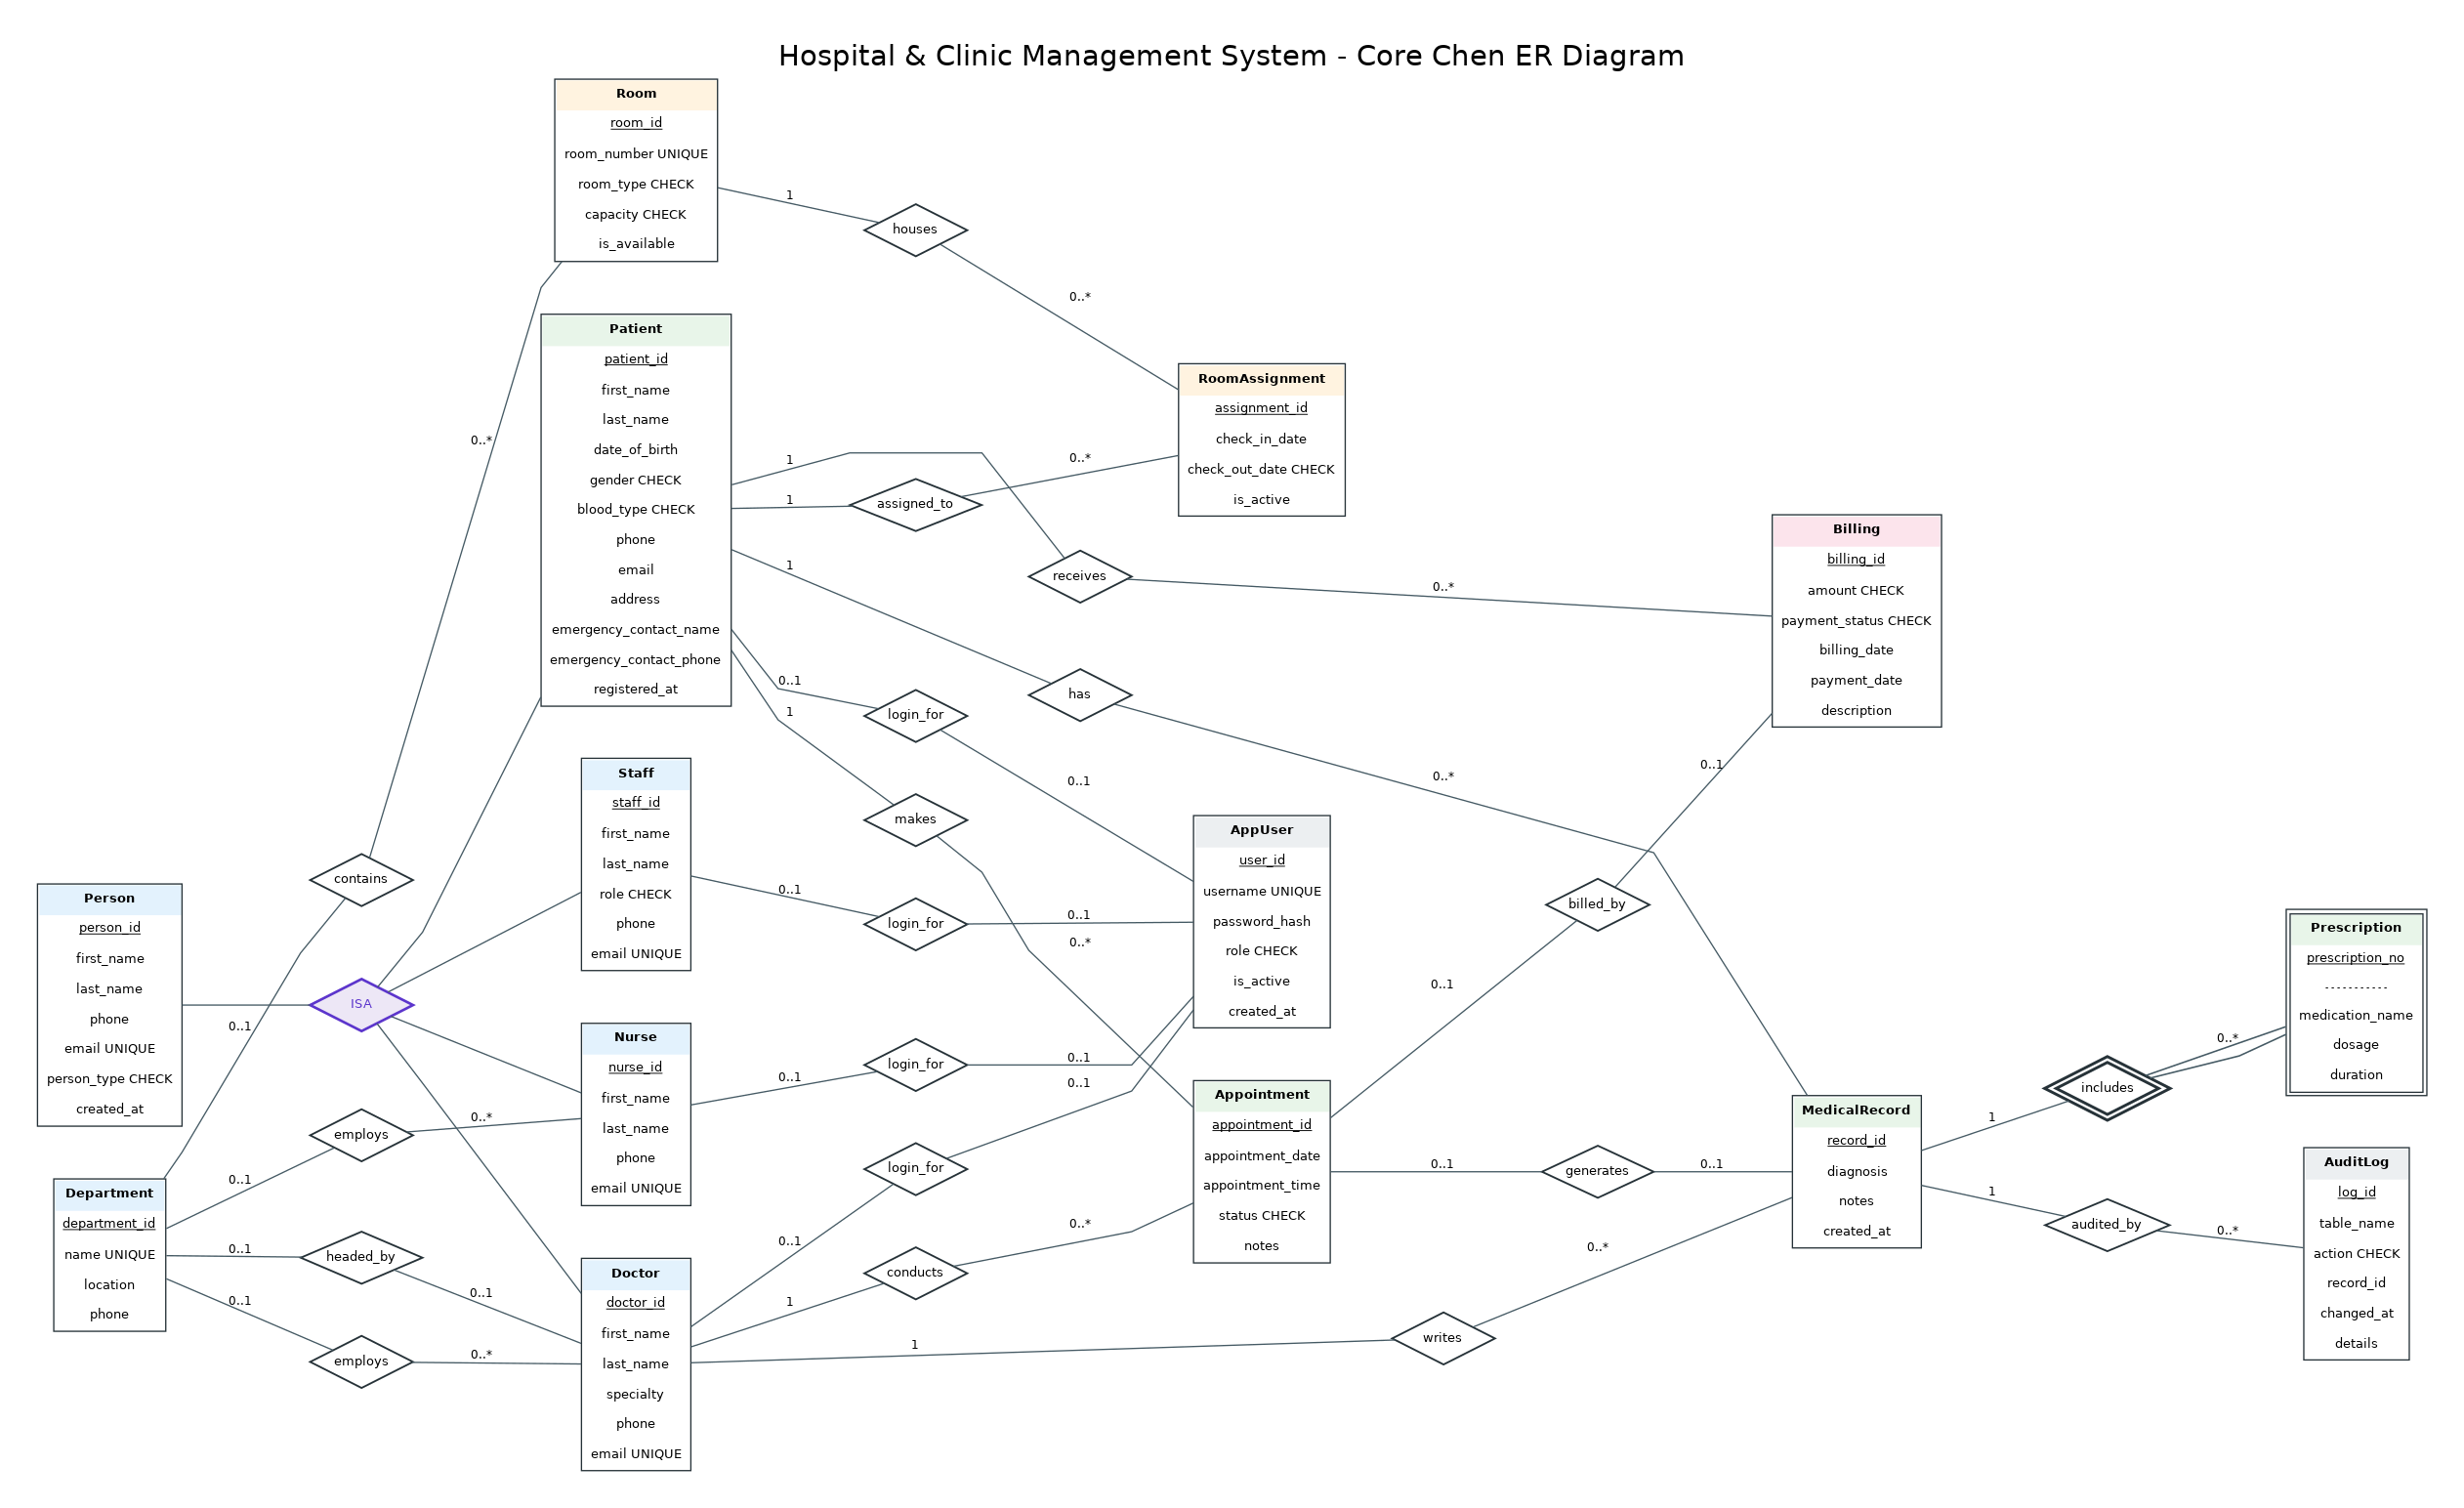 Hospital & Clinic Management System - Core Chen ER Diagram
Room
room_id
room_number UNIQUE
room_type CHECK
capacity CHECK
is_available
1
houses
0..*
Patient
patient_id
first_name
last_name
date_of_birth
gender CHECK
blood_type CHECK
phone
email
address
emergency_contact_name
emergency_contact_phone
registered_at
RoomAssignment
assignment_id
check_in_date
check_out_date CHECK
is_active
0..*
1
1
assigned_to
0..*
1
receives
0..*
has
0..*
Billing
billing_id
amount CHECK
payment_status CHECK
billing_date
payment_date
description
0..1
login_for
0..1
1
makes
0..*
0..1
Staff
staff_id
first_name
last_name
role CHECK
phone
email UNIQUE
0..1
login_for
0..1
AppUser
user_id
username UNIQUE
password_hash
role CHECK
is_active
created_at
billed_by
0..1
contains
0..1
Person
person_id
first_name
last_name
phone
email UNIQUE
person_type CHECK
created_at
ISA
Prescription
prescription_no
-----------
medication_name
dosage
duration
0..*
includes
1
Nurse
nurse_id
first_name
last_name
phone
email UNIQUE
0..1
login_for
0..1
0..1
login_for
0..1
employs
0..*
0..1
Department
department_id
name UNIQUE
location
phone
0..1
headed_by
0..1
0..1
employs
0..*
Appointment
appointment_id
appointment_date
appointment_time
status CHECK
notes
0..1
generates
0..1
MedicalRecord
record_id
diagnosis
notes
created_at
1
audited_by
0..*
AuditLog
log_id
table_name
action CHECK
record_id
changed_at
details
Doctor
doctor_id
first_name
last_name
specialty
phone
email UNIQUE
1
conducts
0..*
1
writes
0..*